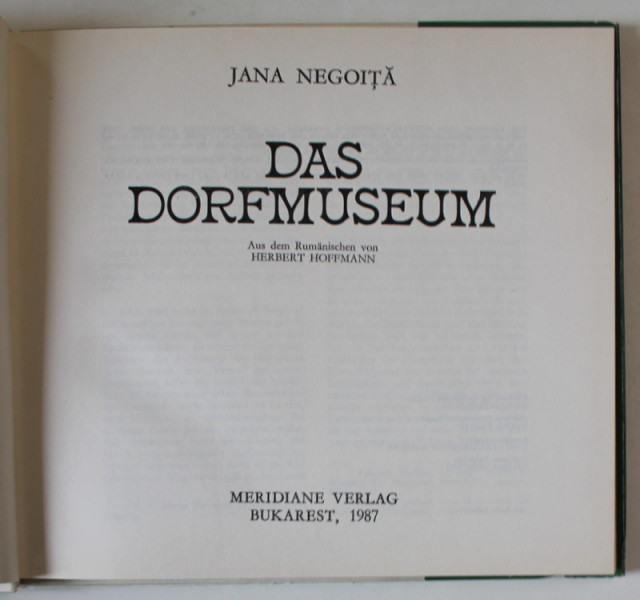 JANA NEGOIȚĂ
DAS
DORFMUSEUM
Aus dem Rumänischen von
HERBERT HOFFMANN
MERIDIANE VERLAG
BUKAREST, 1987